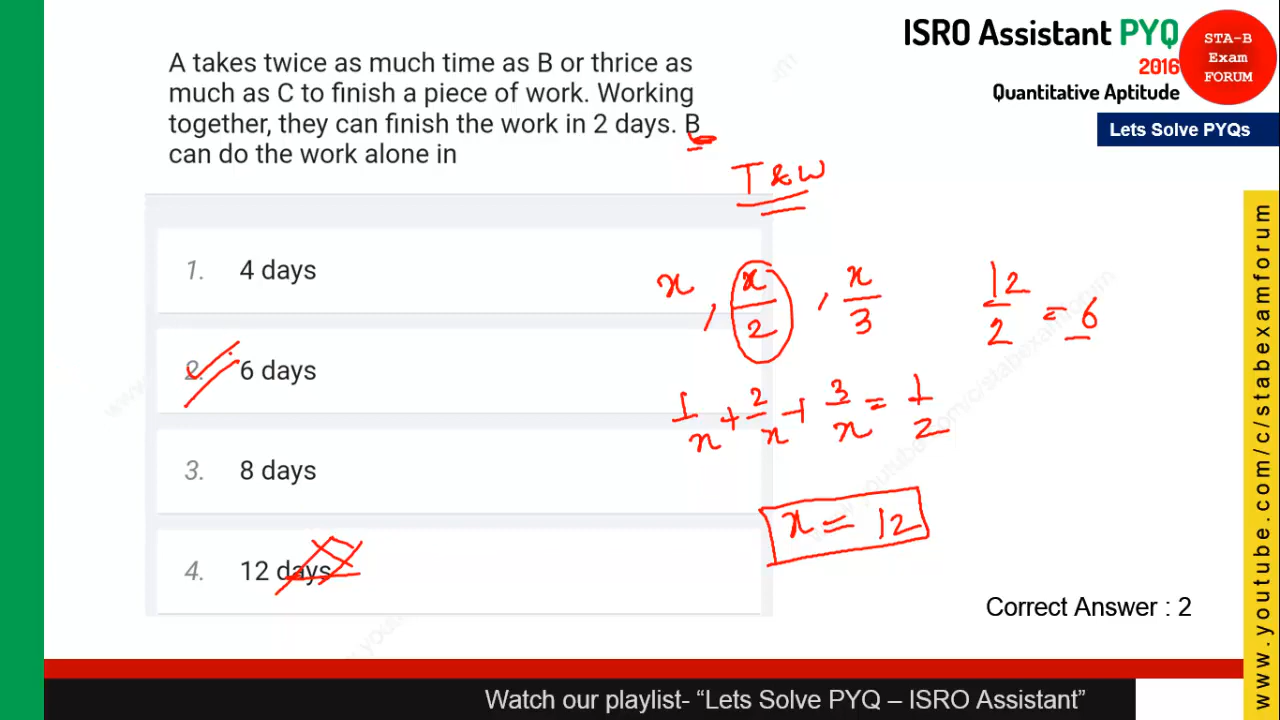 ISRO Assistant PYQ
2016
Quantitative Aptitude
STA-B
Exam
FORUM
Lets Solve PYQs
A takes twice as much time as B or thrice as
much as C to finish a piece of work. Working
together, they can finish the work in 2 days. B
can do the work alone in
T & W
1. 4 days
2. 6 days
3. 8 days
4. 12 days
x, x/2, x/3
12/2 = 6
1/x + 2/x + 3/x = 1/2
x = 12
Correct Answer : 2
www.youtube.com/c/stabexamforum
Watch our playlist- “Lets Solve PYQ – ISRO Assistant”